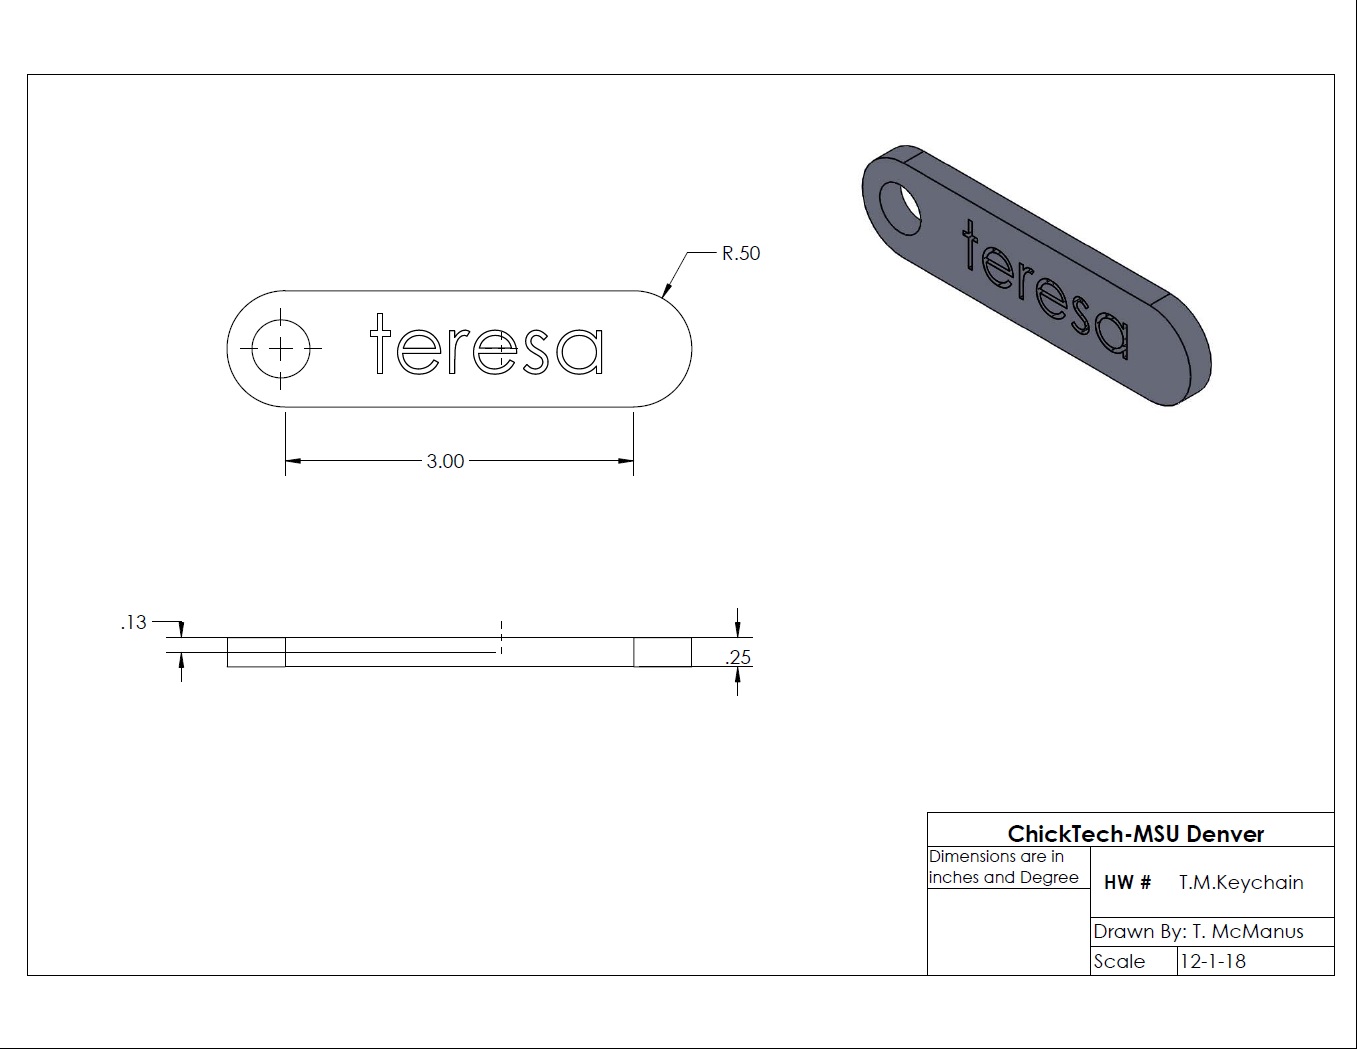 R.50
teresa
teresa
3.00
.13
.25
ChickTech-MSU Denver
Dimensions are in
inches and Degree
HW # T.M.Keychain
Drawn By: T. McManus
Scale 12-1-18